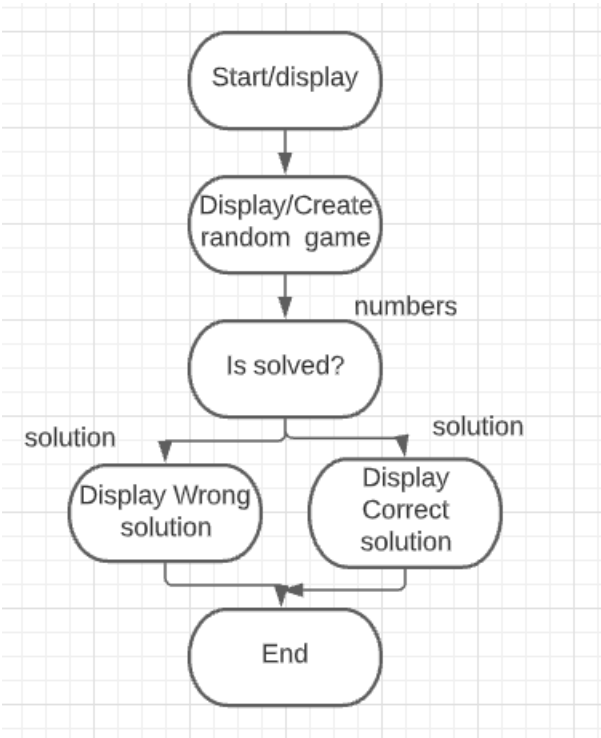 Start/display
Display/Create
random game
numbers
Is solved?
solution
solution
Display Wrong
solution
Display
Correct
solution
End